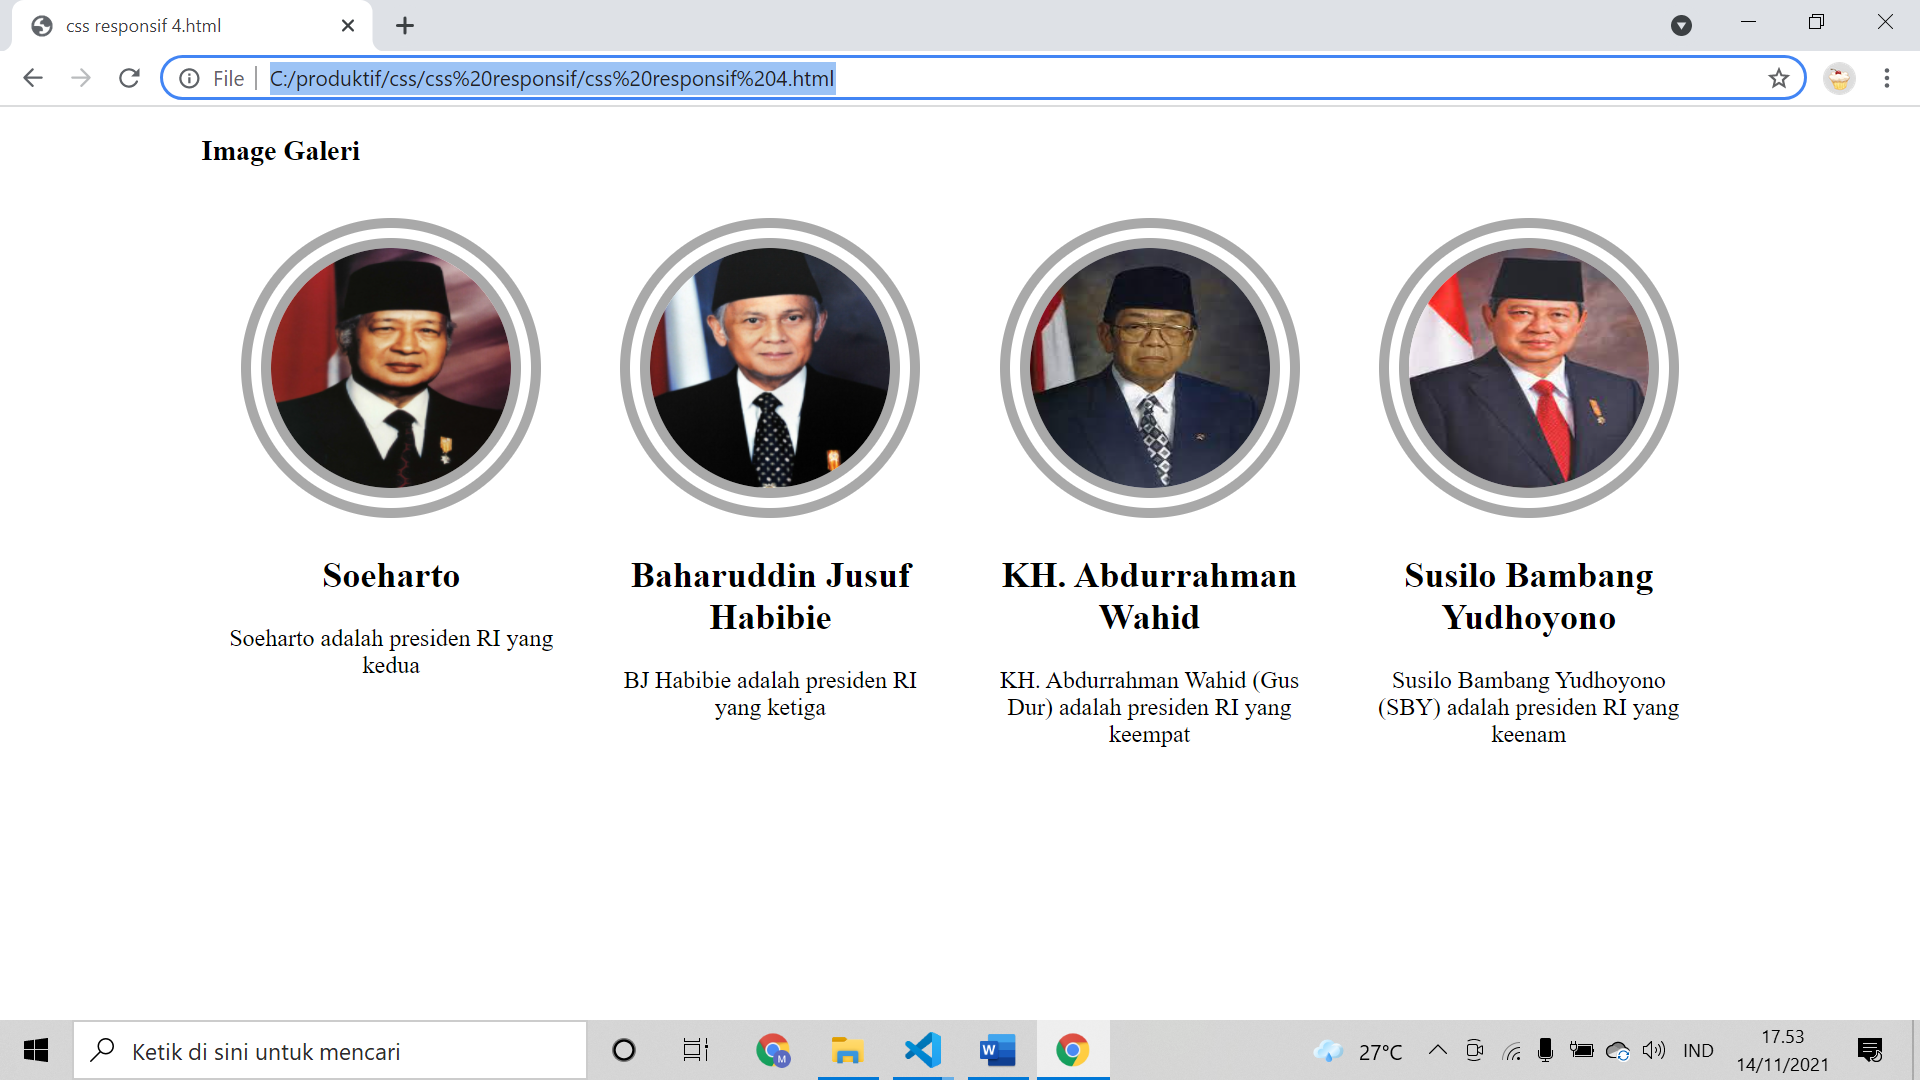 css responsif 4.html
File
C:/produktif/css/css%20responsif/css%20responsif%204.html
Image Galeri
Soeharto
Soeharto adalah presiden RI yang
kedua
Baharuddin Jusuf
Habibie
BJ Habibie adalah presiden RI
yang ketiga
KH. Abdurrahman
Wahid
KH. Abdurrahman Wahid (Gus
Dur) adalah presiden RI yang
keempat
Susilo Bambang
Yudhoyono
Susilo Bambang Yudhoyono
(SBY) adalah presiden RI yang
keenam
Ketik di sini untuk mencari
M
W
27°C
IND
17.53
14/11/2021